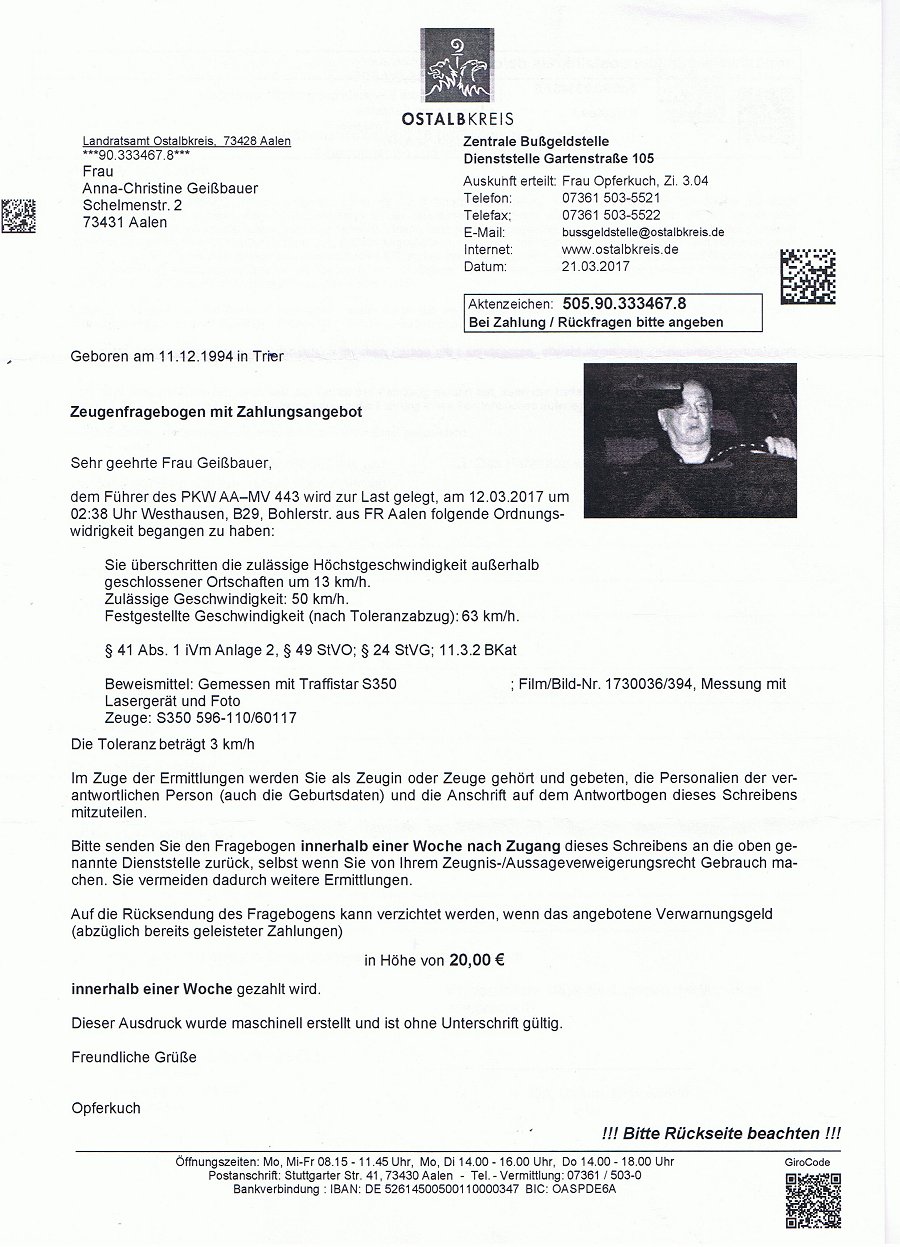 OSTALBKREIS
Landratsamt Ostalbkreis, 73428 Aalen
***90.333467.8***
Frau
Anna-Christine Geißbauer
Schelmenstr. 2
73431 Aalen
Zentrale Bußgeldstelle
Dienststelle Gartenstraße 105
Auskunft erteilt: Frau Opferkuch, Zi. 3.04
Telefon: 07361 503-5521
Telefax; 07361 503-5522
E-Mail: bussgeldstelle@ostalbkreis.de
Internet: www.ostalbkreis.de
Datum: 21.03.2017
Aktenzeichen: 505.90.333467.8
Bei Zahlung / Rückfragen bitte angeben
Geboren am 11.12.1994 in Trier
Zeugenfragebogen mit Zahlungsangebot
Sehr geehrte Frau Geißbauer,
dem Führer des PKW AA–MV 443 wird zur Last gelegt, am 12.03.2017 um
02:38 Uhr Westhausen, B29, Bohlerstr. aus FR Aalen folgende Ordnungs-
widrigkeit begangen zu haben:
Sie überschritten die zulässige Höchstgeschwindigkeit außerhalb
geschlossener Ortschaften um 13 km/h.
Zulässige Geschwindigkeit: 50 km/h.
Festgestellte Geschwindigkeit (nach Toleranzabzug): 63 km/h.
§ 41 Abs. 1 iVm Anlage 2, § 49 StVO; § 24 StVG; 11.3.2 BKat
Beweismittel: Gemessen mit Traffistar S350 ; Film/Bild-Nr. 1730036/394, Messung mit
Lasergerät und Foto
Zeuge: S350 596-110/60117
Die Toleranz beträgt 3 km/h
Im Zuge der Ermittlungen werden Sie als Zeugin oder Zeuge gehört und gebeten, die Personalien der ver-
antwortlichen Person (auch die Geburtsdaten) und die Anschrift auf dem Antwortbogen dieses Schreibens
mitzuteilen.
Bitte senden Sie den Fragebogen innerhalb einer Woche nach Zugang dieses Schreibens an die oben ge-
nannte Dienststelle zurück, selbst wenn Sie von Ihrem Zeugnis-/Aussageverweigerungsrecht Gebrauch ma-
chen. Sie vermeiden dadurch weitere Ermittlungen.
Auf die Rücksendung des Fragebogens kann verzichtet werden, wenn das angebotene Verwarnungsgeld
(abzüglich bereits geleisteter Zahlungen)
in Höhe von 20,00 €
innerhalb einer Woche gezahlt wird.
Dieser Ausdruck wurde maschinell erstellt und ist ohne Unterschrift gültig.
Freundliche Grüße
Opferkuch
!!! Bitte Rückseite beachten !!!
Öffnungszeiten: Mo, Mi-Fr 08.15 - 11.45 Uhr, Mo, Di 14.00 - 16.00 Uhr, Do 14.00 - 18.00 Uhr
Postanschrift: Stuttgarter Str. 41, 73430 Aalen - Tel. - Vermittlung: 07361 / 503-0
Bankverbindung : IBAN: DE 52614500500110000347 BIC: OASPDE6A
GiroCode